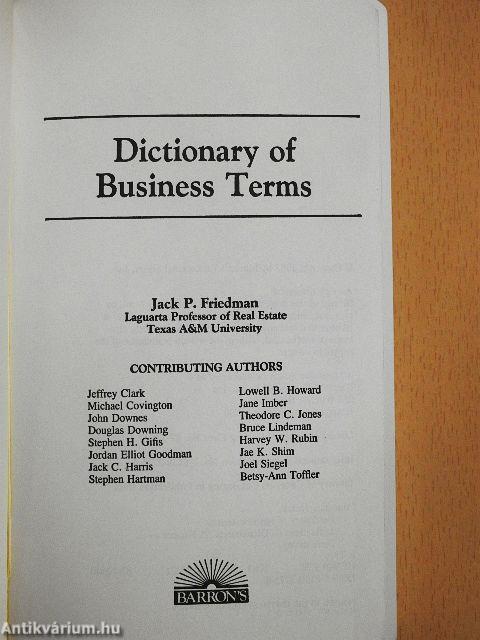 Dictionary of
Business Terms
Jack P. Friedman
Laguarta Professor of Real Estate
Texas A&M University
CONTRIBUTING AUTHORS
Jeffrey Clark
Michael Covington
John Downes
Douglas Downing
Stephen H. Gifis
Jordan Elliot Goodman
Jack C. Harris
Stephen Hartman
Lowell B. Howard
Jane Imber
Theodore C. Jones
Bruce Lindeman
Harvey W. Rubin
Jae K. Shim
Joel Siegel
Betsy-Ann Toffler
BARRON'S
Antikvárium.hu